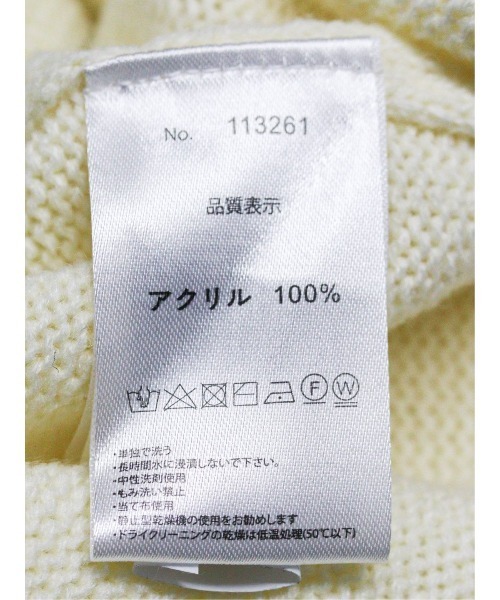 No. 113261
品質表示
アクリル 100%
F W
・単独で洗う
・長時間水に浸漬しないで下さい。
・中性洗剤使用
・もみ洗い禁止
・当て布使用
・静止型乾燥機の使用をお勧めします
・ドライクリーニングの乾燥は低温処理(50℃以下)